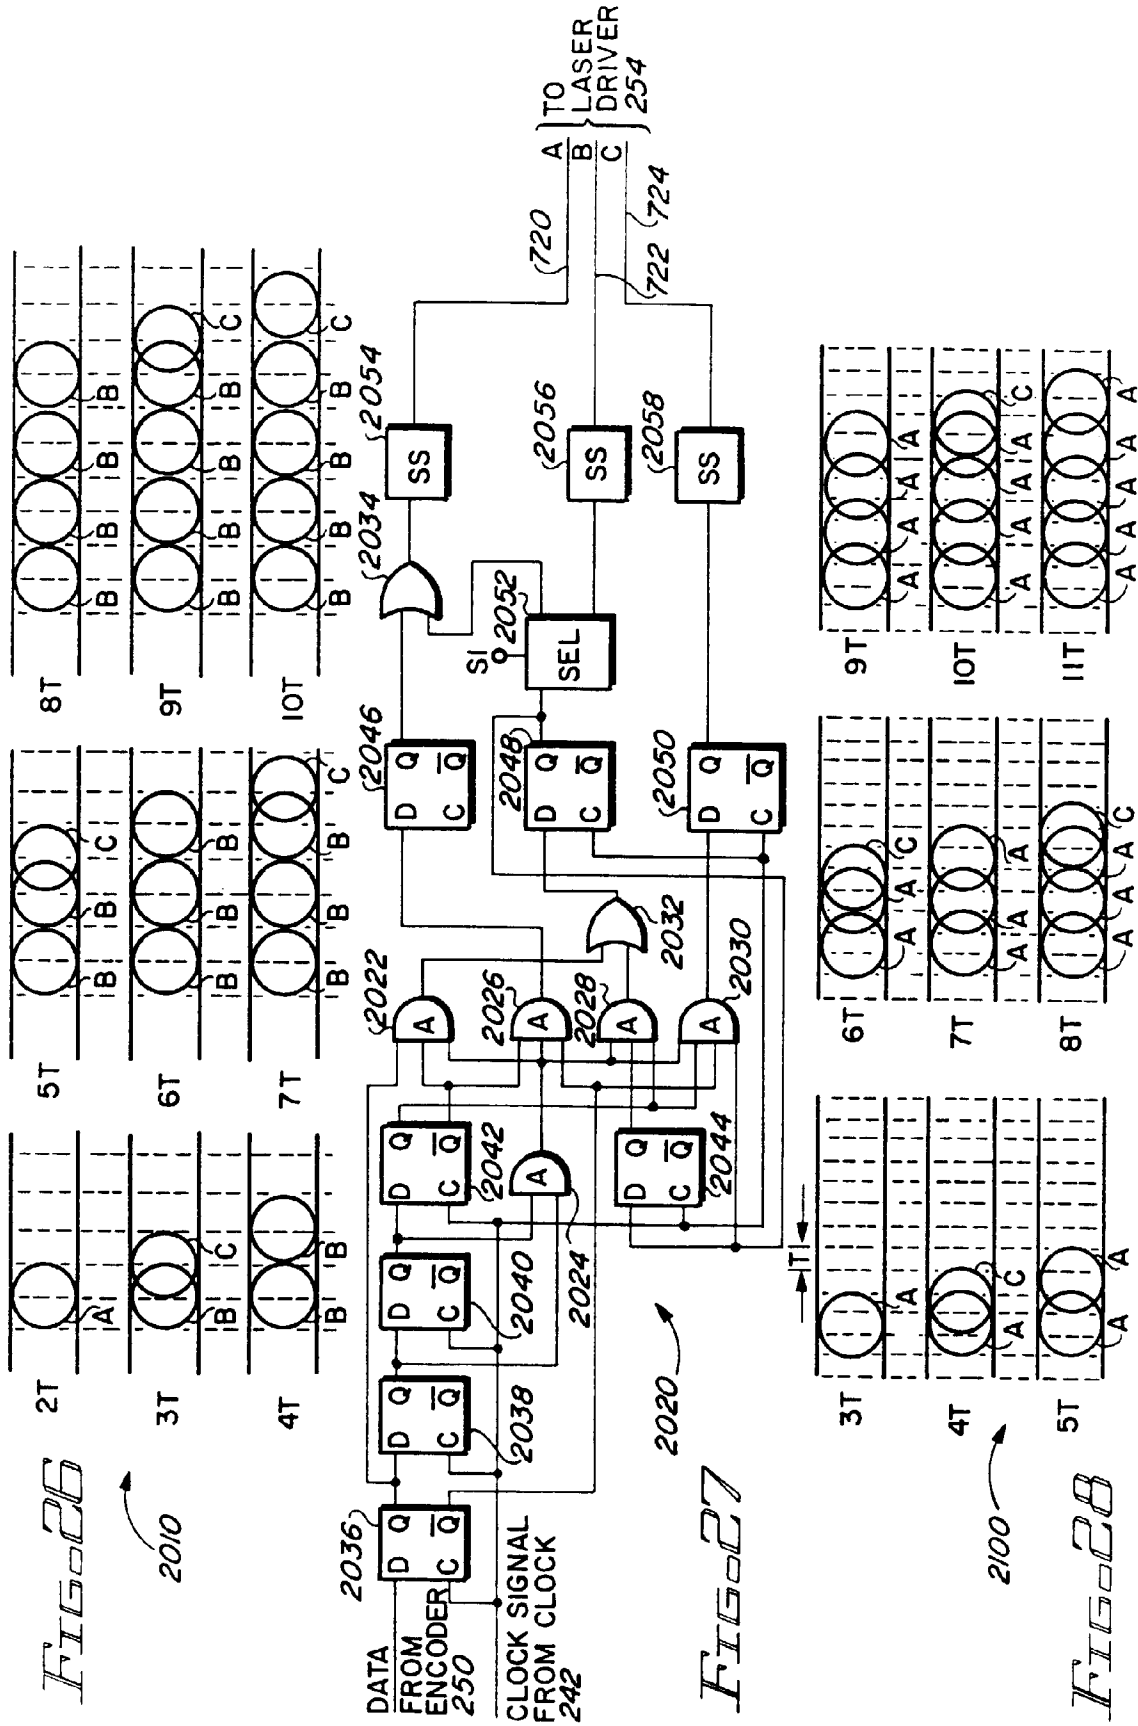 FIG. 26
2010
2T
A
3T
B
C
4T
B
B
5T
B
B
C
6T
B
B
B
7T
B
B
B
C
8T
B
B
B
B
9T
B
B
B
B
C
10T
B
B
B
B
C
DATA
FROM
ENCODER
250
CLOCK SIGNAL
FROM CLOCK
242
2036
D
Q
C
Q
2038
D
Q
C
Q
2040
D
Q
C
Q
2042
D
Q
C
Q
2024
A
2044
D
Q
C
Q
2022
A
2026
A
2028
A
2030
A
2032
2046
D
Q
C
Q
2048
D
Q
C
Q
2050
D
Q
C
Q
SI
2052
SEL
2034
2054
SS
2056
SS
2058
SS
720
722
724
A
B
C
TO
LASER
DRIVER
254
FIG. 27
2020
FIG. 28
2100
T
3T
A
4T
A
C
5T
A
A
6T
A
A
C
7T
A
A
A
8T
A
A
A
C
9T
A
A
A
A
10T
A
A
A
A
C
11T
A
A
A
A
A